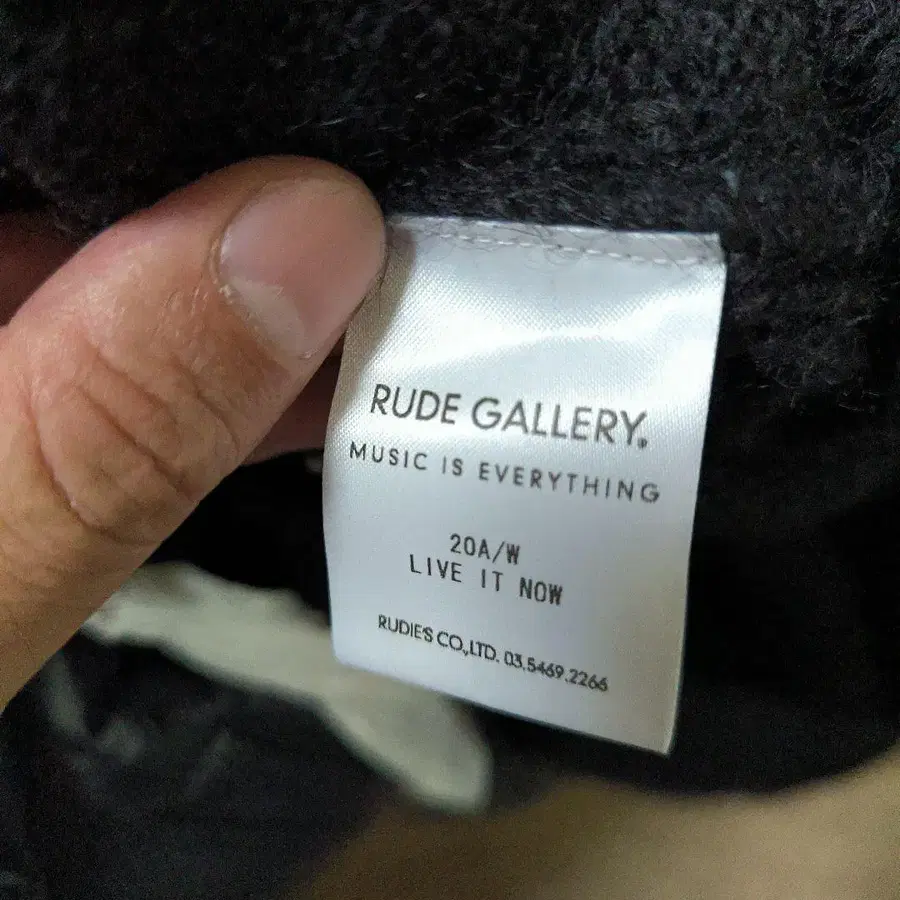 RUDE GALLERY.
MUSIC IS EVERYTHING
20A/W
LIVE IT NOW
RUDIE'S CO.,LTD. 03.5469.2266